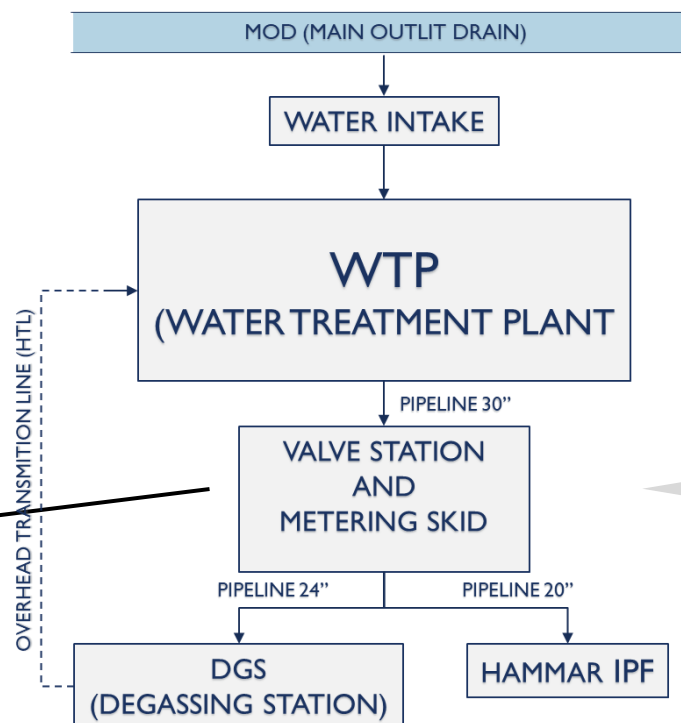 MOD (MAIN OUTLIT DRAIN)
WATER INTAKE
WTP
(WATER TREATMENT PLANT
OVERHEAD TRANSMITION LINE (HTL)
PIPELINE 30”
VALVE STATION
AND
METERING SKID
PIPELINE 24”
PIPELINE 20”
DGS
(DEGASSING STATION)
HAMMAR IPF